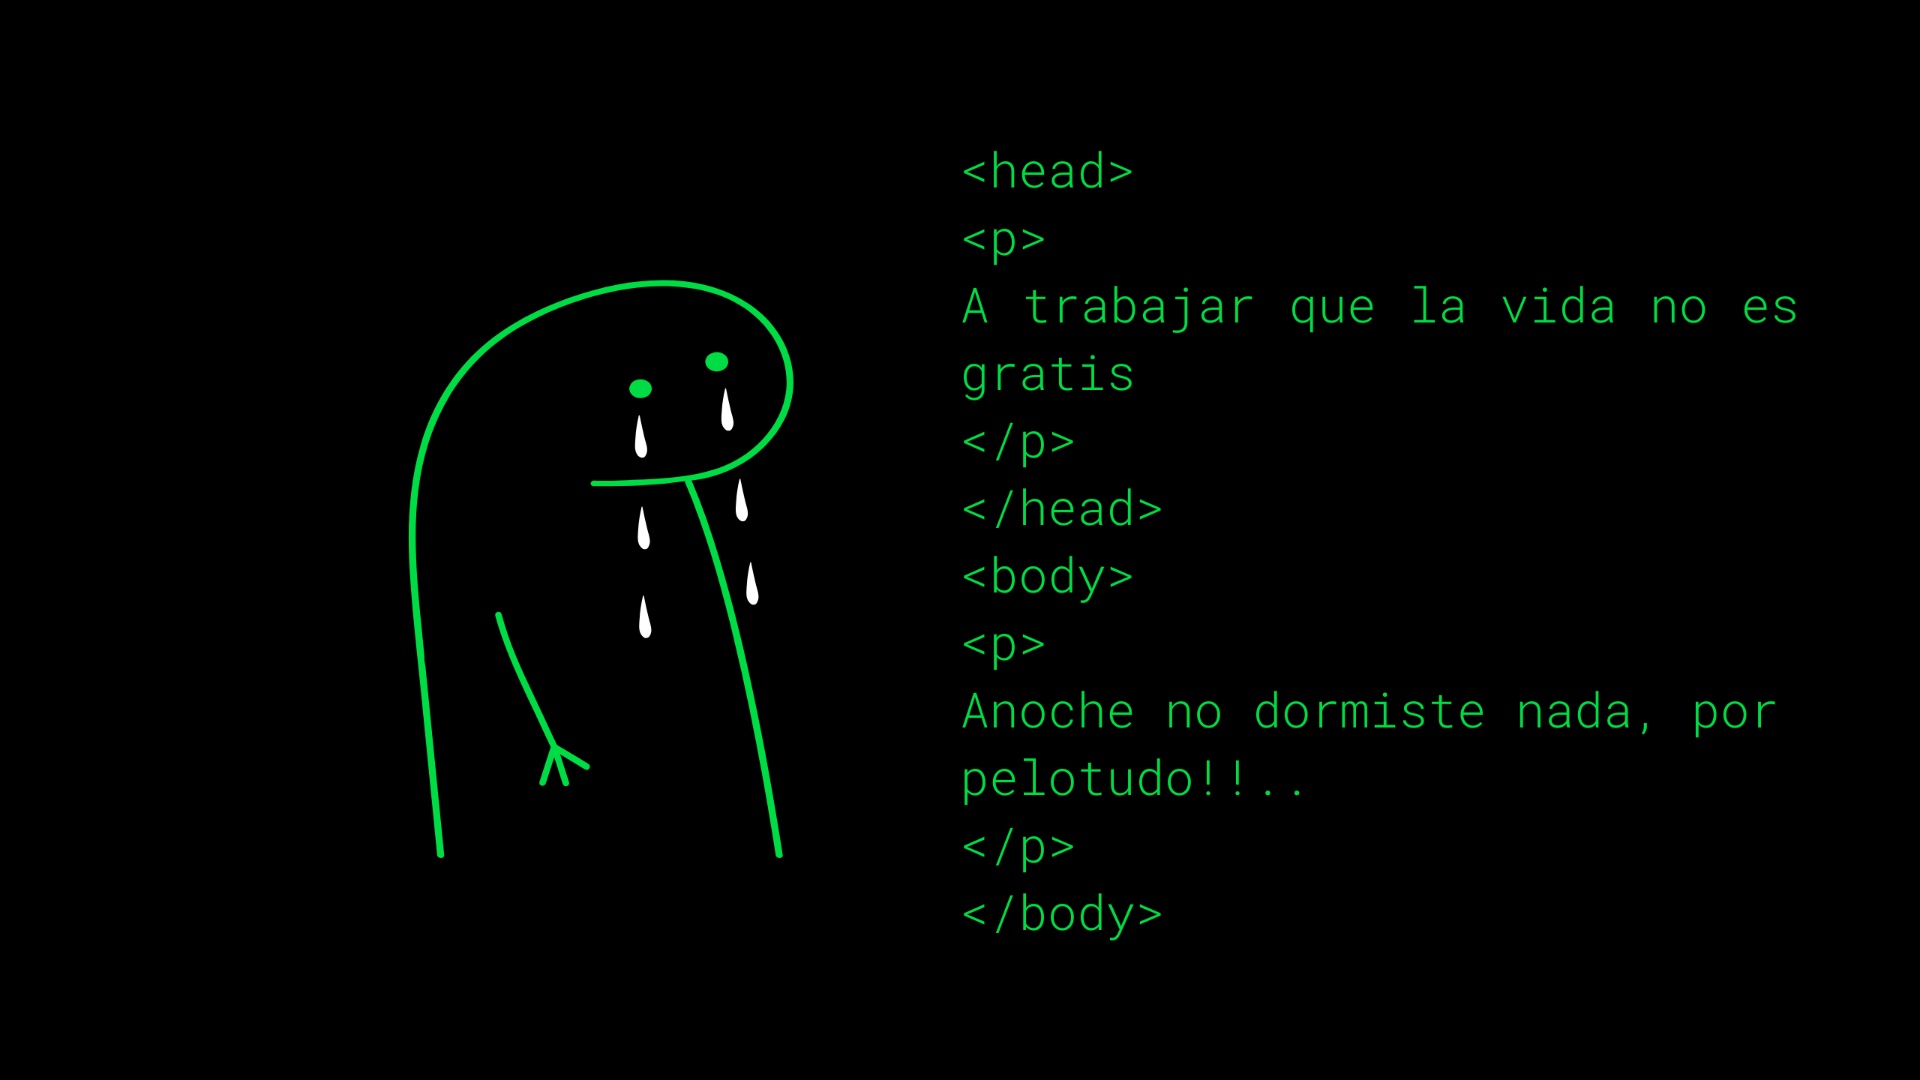 <head>
<p>
A trabajar que la vida no es
gratis
</p>
</head>
<body>
<p>
Anoche no dormiste nada, por
pelotudo!!..
</p>
</body>